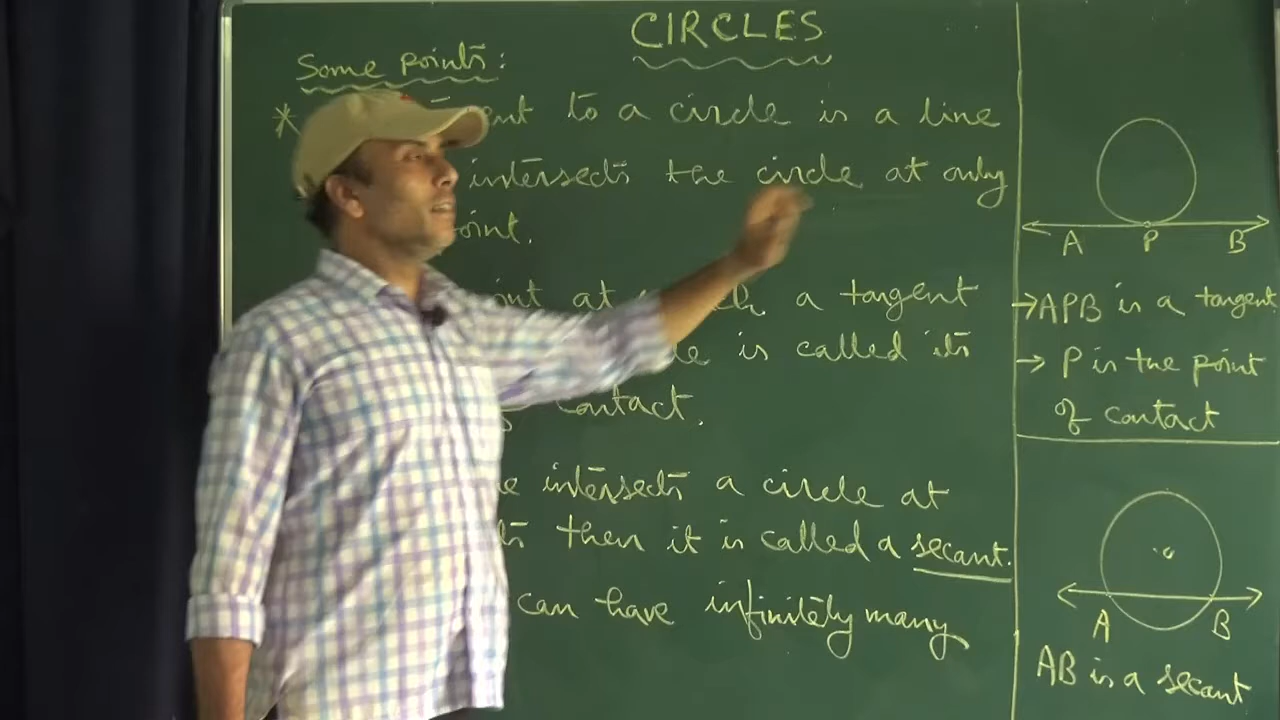 CIRCLES
Some points:
* to a circle is a line
intersects the circle at only
point.
at a tangent
is called its
contact.
intersects a circle at
then it is called a secant.
can have infinitely many
A P B
→ APB is a tangent
→ P is the point
of contact
O
A B
AB is a secant